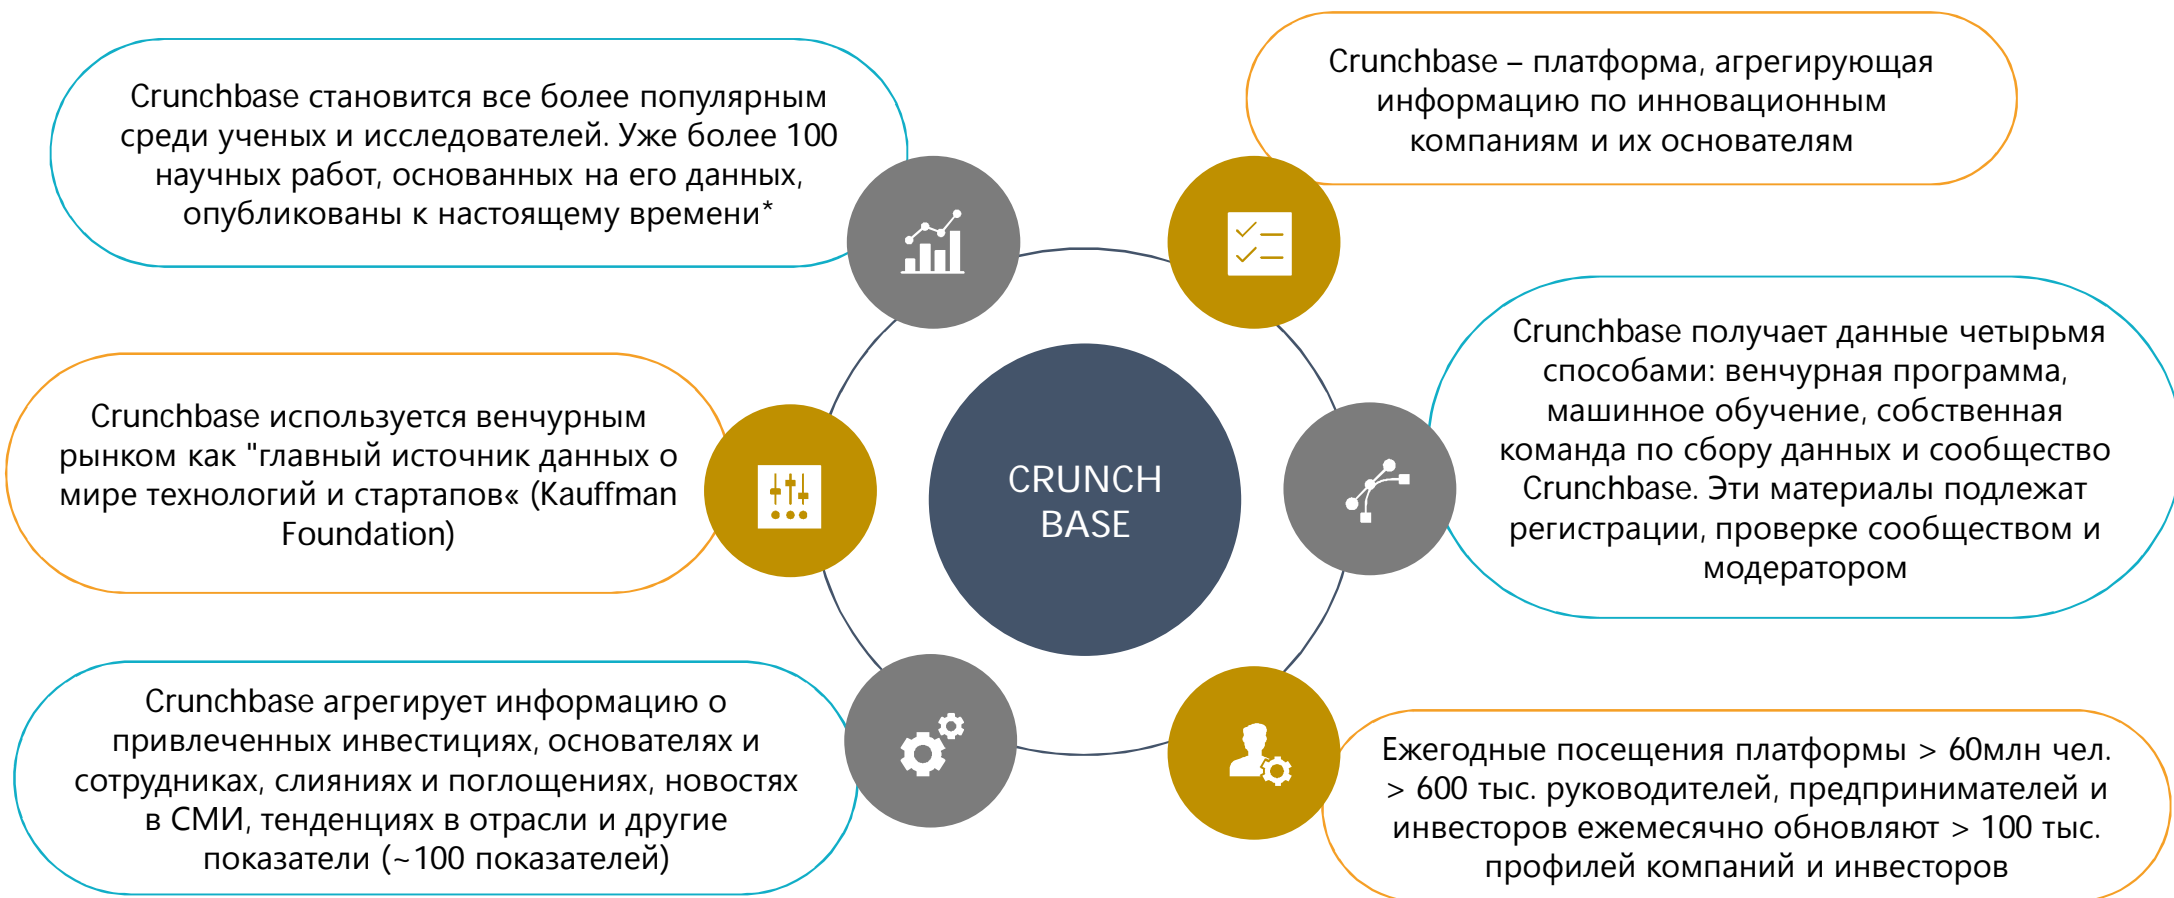 Crunchbase становится все более популярным
среди ученых и исследователей. Уже более 100
научных работ, основанных на его данных,
опубликованы к настоящему времени*
Crunchbase – платформа, агрегирующая
информацию по инновационным
компаниям и их основателям
Crunchbase используется венчурным
рынком как "главный источник данных о
мире технологий и стартапов« (Kauffman
Foundation)
CRUNCH
BASE
Crunchbase получает данные четырьмя
способами: венчурная программа,
машинное обучение, собственная
команда по сбору данных и сообщество
Crunchbase. Эти материалы подлежат
регистрации, проверке сообществом и
модератором
Crunchbase агрегирует информацию о
привлеченных инвестициях, основателях и
сотрудниках, слияниях и поглощениях, новостях
в СМИ, тенденциях в отрасли и другие
показатели (~100 показателей)
Ежегодные посещения платформы > 60млн чел.
> 600 тыс. руководителей, предпринимателей и
инвесторов ежемесячно обновляют > 100 тыс.
профилей компаний и инвесторов